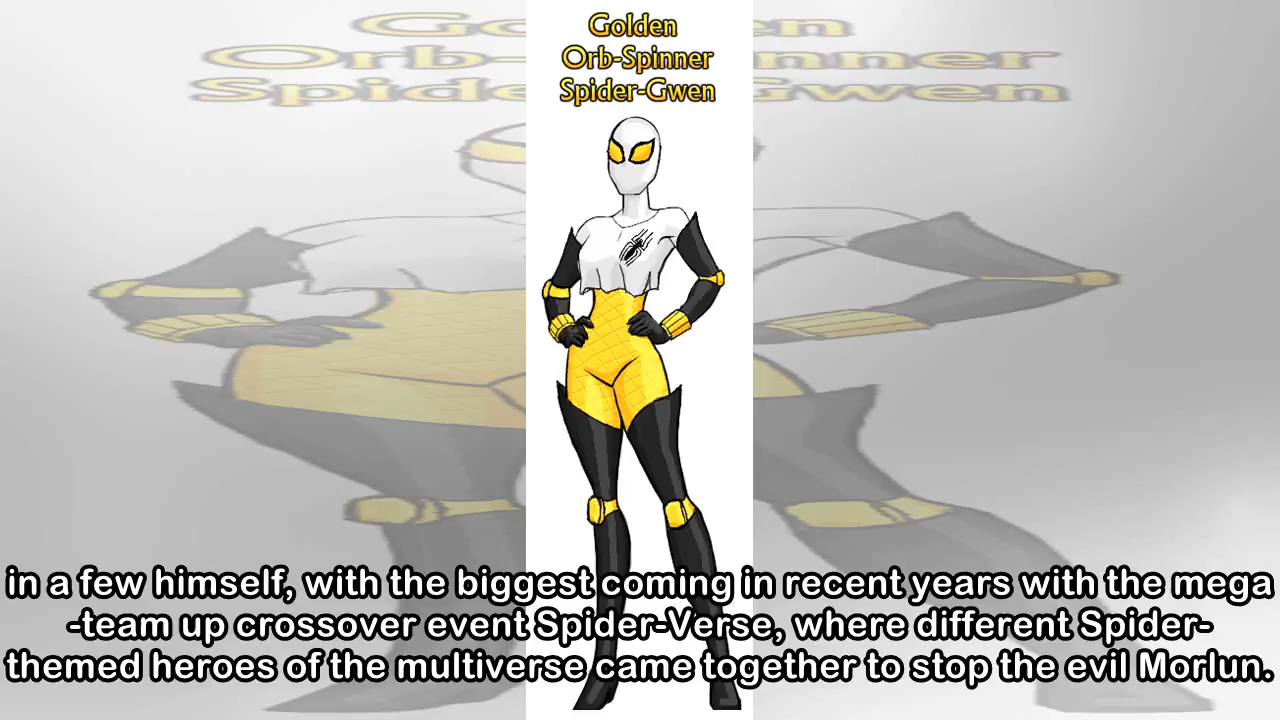 Golden
Orb-Spinner
Spider-Gwen
in a few himself, with the biggest coming in recent years with the mega
-team up crossover event Spider-Verse, where different Spider-
themed heroes of the multiverse came together to stop the evil Morlun.